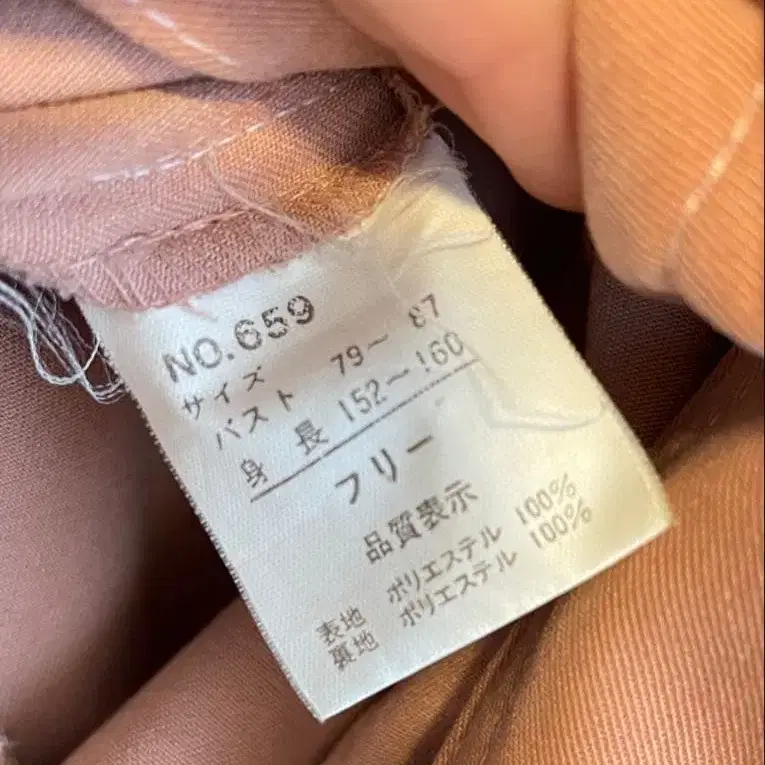 NO.659
サイズ
バスト 79～87
身長 152～160
フリー
品質表示
表地 ポリエステル 100%
裏地 ポリエステル 100%